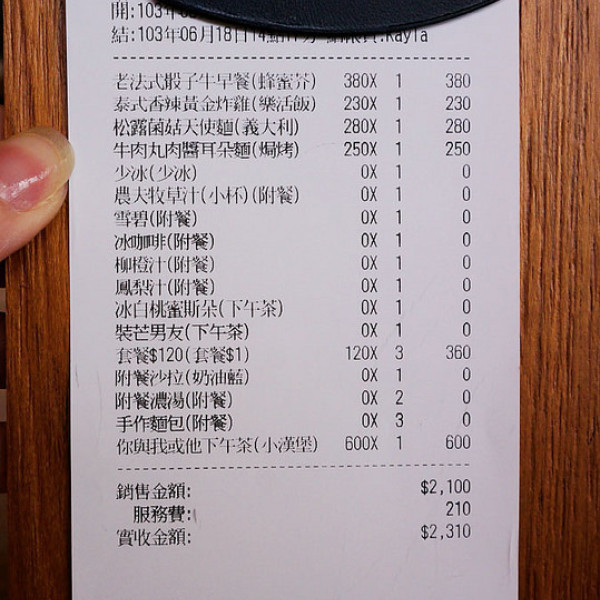 開:103年
結:103年06月18日14點 Kayla
老法式骰子牛早餐(蜂蜜芥) 380X 1 380
泰式香辣黃金炸雞(樂活飯) 230X 1 230
松露菌菇天使麵(義大利) 280X 1 280
牛肉丸肉醬耳朵麵(焗烤) 250X 1 250
少冰(少冰) 0X 1 0
農夫牧草汁(小杯)(附餐) 0X 1 0
雪碧(附餐) 0X 1 0
冰咖啡(附餐) 0X 1 0
柳橙汁(附餐) 0X 1 0
鳳梨汁(附餐) 0X 1 0
冰白桃蜜斯朵(下午茶) 0X 1 0
裝芒男友(下午茶) 0X 1 0
套餐$120(套餐$1) 120X 3 360
附餐沙拉(奶油藍) 0X 1 0
附餐濃湯(附餐) 0X 2 0
手作麵包(附餐) 0X 3 0
你與我或他下午茶(小漢堡) 600X 1 600
銷售金額: $2,100
服務費: 210
實收金額: $2,310